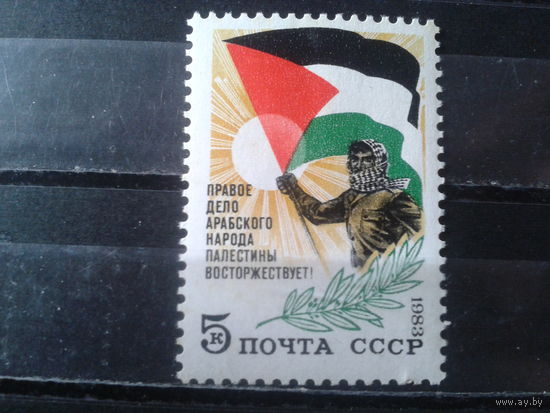 ПРАВОЕ
ДЕЛО
АРАБСКОГО
НАРОДА
ПАЛЕСТИНЫ
ВОСТОРЖЕСТВУЕТ!
5к ПОЧТА СССР
1983
© www.ay.by